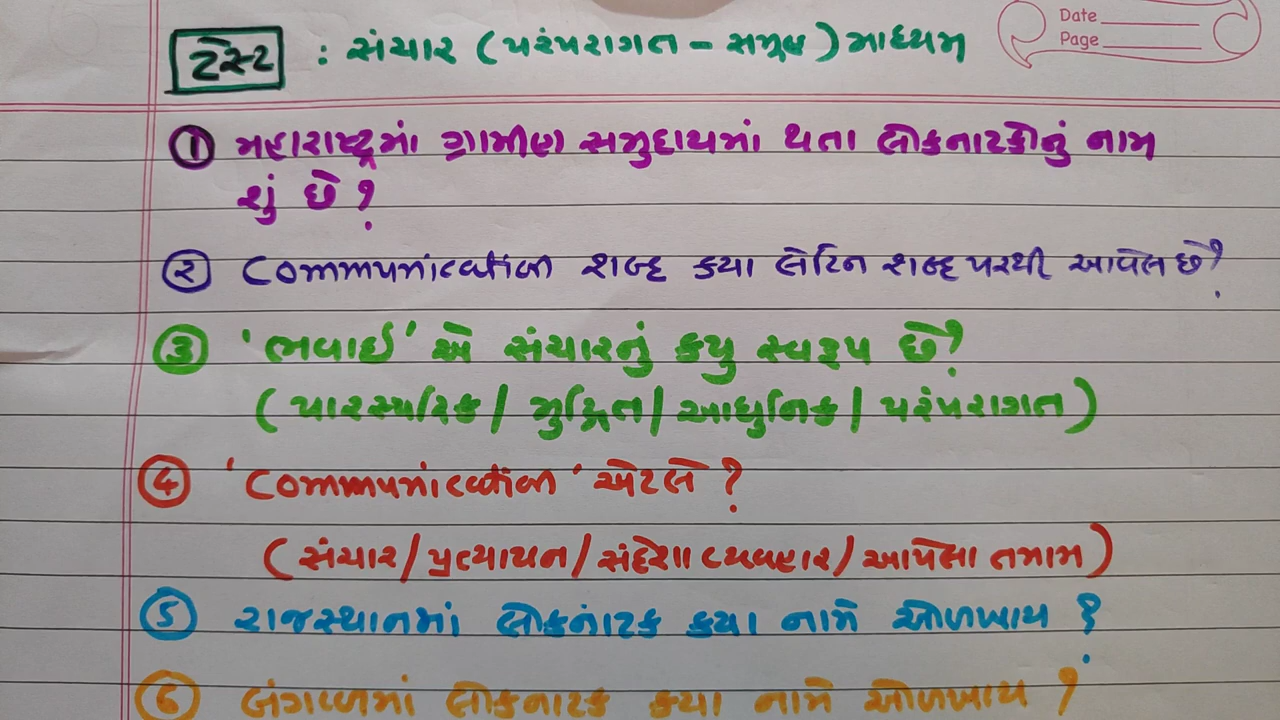 Date
Page
ટેસ્ટ : સંચાર (પરંપરાગત - સમૂહ) માધ્યમ
① મહારાષ્ટ્રમાં ગ્રામીણ સમુદાયમાં થતા લોકનાટકોનું નામ
શું છે?
② Communication શબ્દ કયા લેટિન શબ્દ પરથી આવેલ છે?
③ 'ભવાઈ' એ સંચારનું કયુ સ્વરૂપ છે?
(પારસ્પરિક / મુદ્રિત / આધુનિક / પરંપરાગત)
④ 'Communication' એટલે?
(સંચાર / પ્રત્યાયન / સંદેશા વ્યવહાર / આપેલા તમામ)
⑤ રાજસ્થાનમાં લોકનાટક કયા નામે ઓળખાય?
⑥ બંગાળમાં લોકનાટક કયા નામે ઓળખાય?